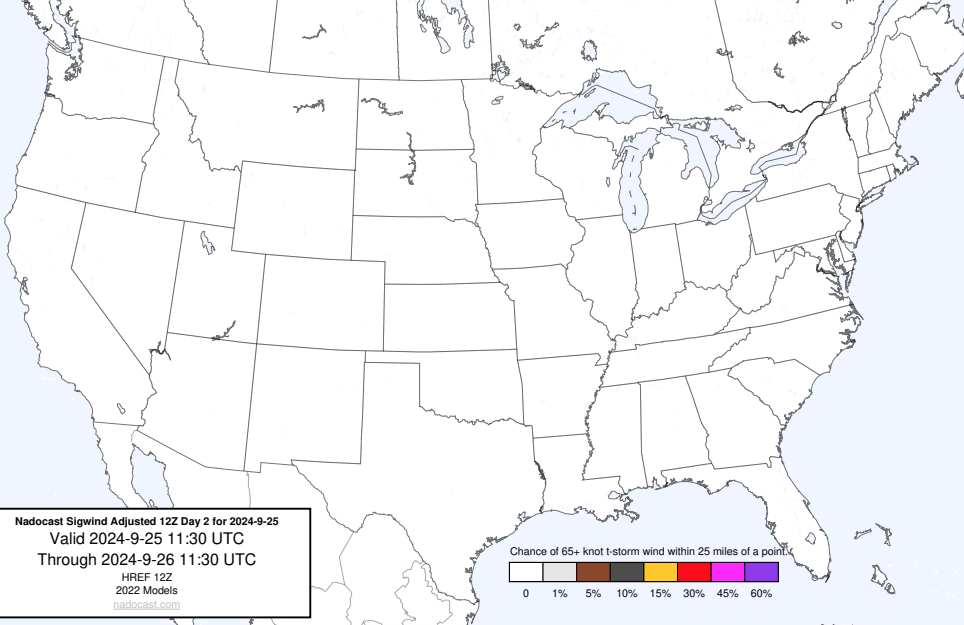 Nadocast Sigwind Adjusted 12Z Day 2 for 2024-9-25
Valid 2024-9-25 11:30 UTC
Through 2024-9-26 11:30 UTC
HREF 12Z
2022 Models
nadocast.com
Chance of 65+ knot t-storm wind within 25 miles of a point.
0 1% 5% 10% 15% 30% 45% 60%